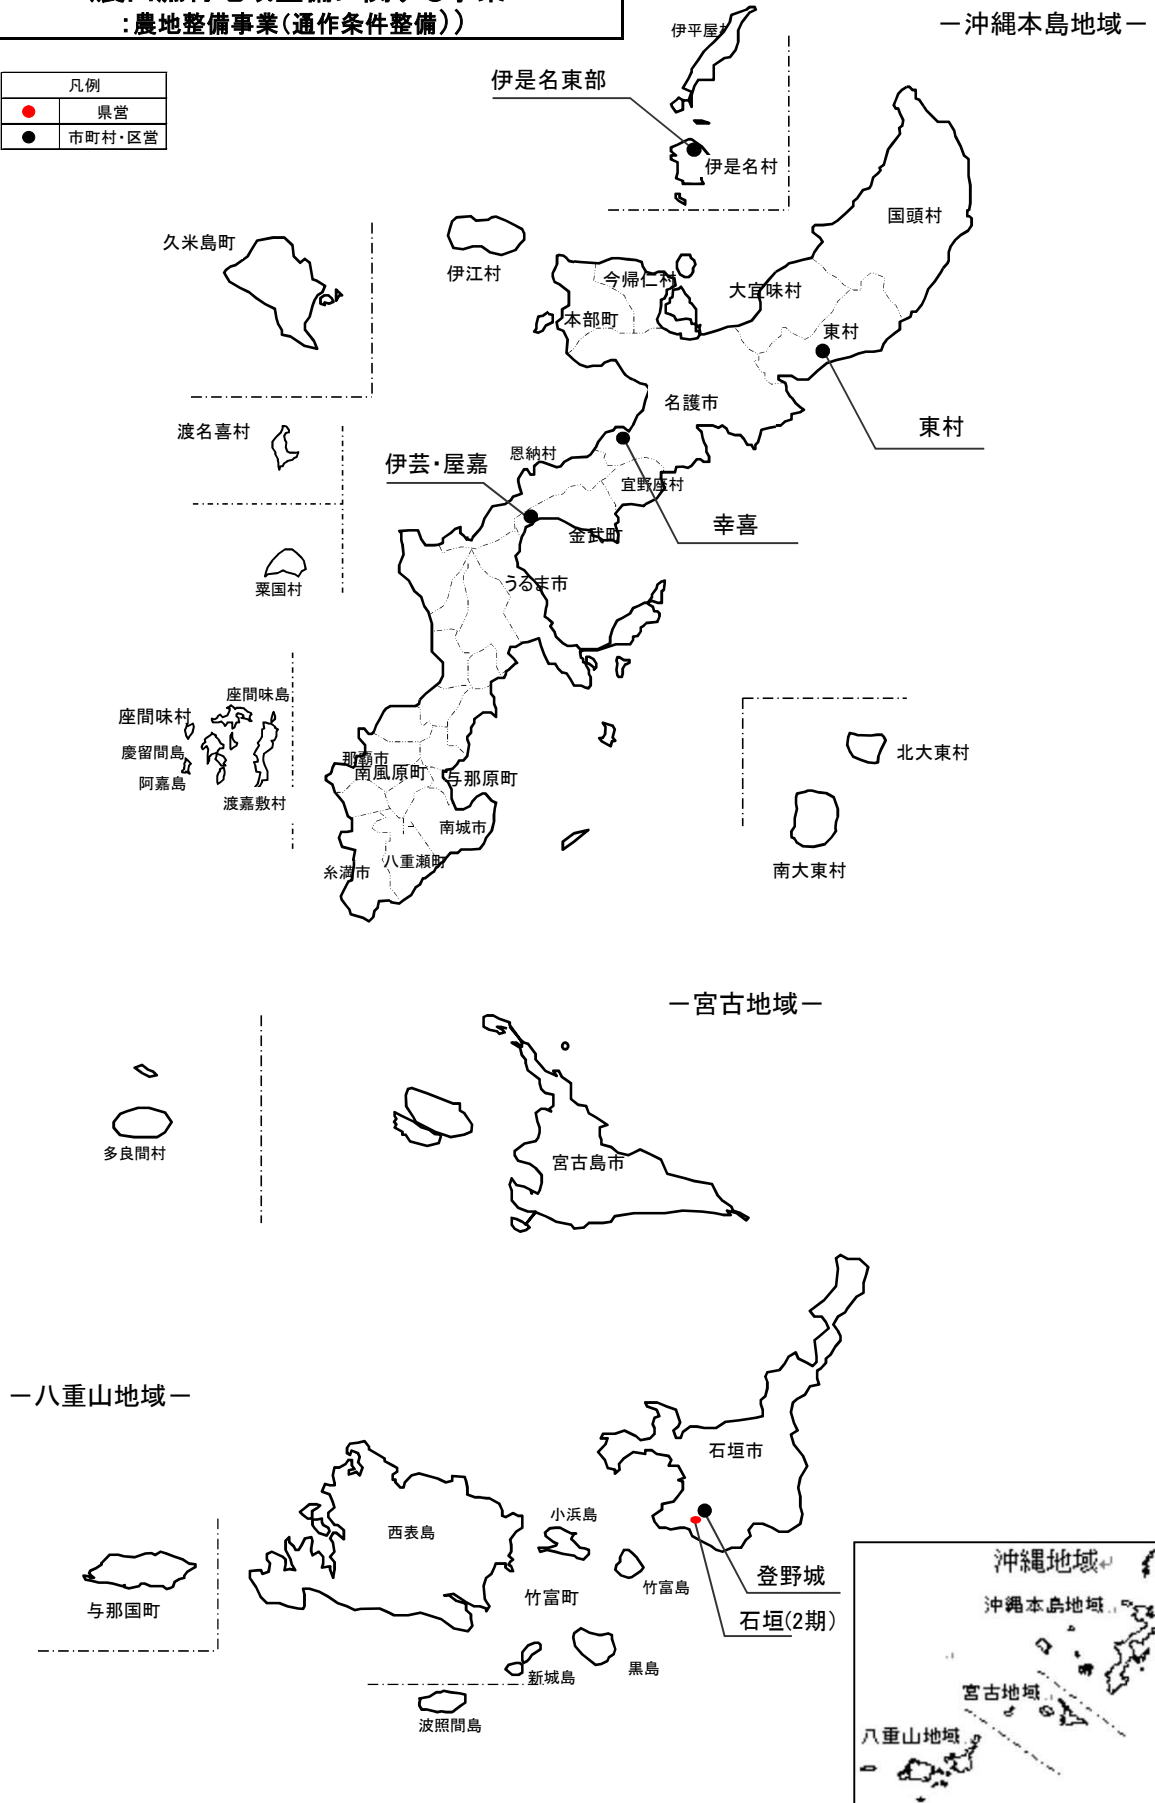 :農地整備事業(通作条件整備))
－沖縄本島地域－
凡例
県営
市町村・区営
伊平屋村
伊是名東部
伊是名村
国頭村
久米島町
伊江村
今帰仁村
大宜味村
本部町
東村
名護市
東村
渡名喜村
恩納村
伊芸・屋嘉
宜野座村
幸喜
金武町
粟国村
うるま市
座間味島
座間味村
慶留間島
阿嘉島
渡嘉敷村
那覇市
南風原町
与那原町
北大東村
南城市
八重瀬町
糸満市
南大東村
－宮古地域－
多良間村
宮古島市
－八重山地域－
石垣市
小浜島
西表島
竹富島
登野城
竹富町
与那国町
石垣(2期)
黒島
新城島
波照間島
沖縄地域
沖縄本島地域
宮古地域
八重山地域